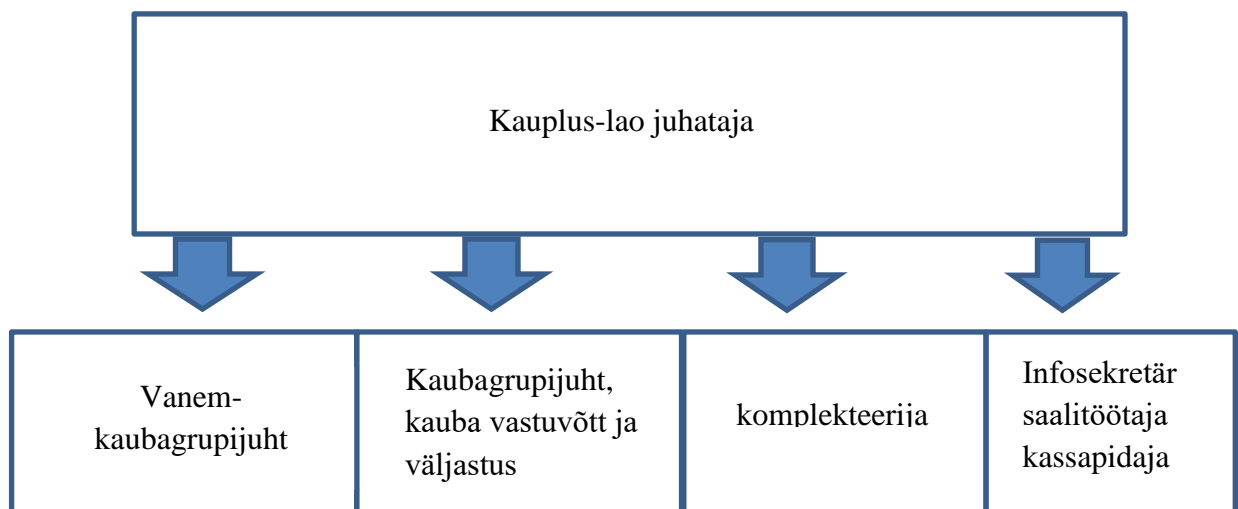 Kauplus-lao juhataja
Vanem-
kaubagrupijuht
Kaubagrupijuht,
kauba vastuvõtt ja
väljastus
komplekteerija
Infosekretär
saalitöötaja
kassapidaja